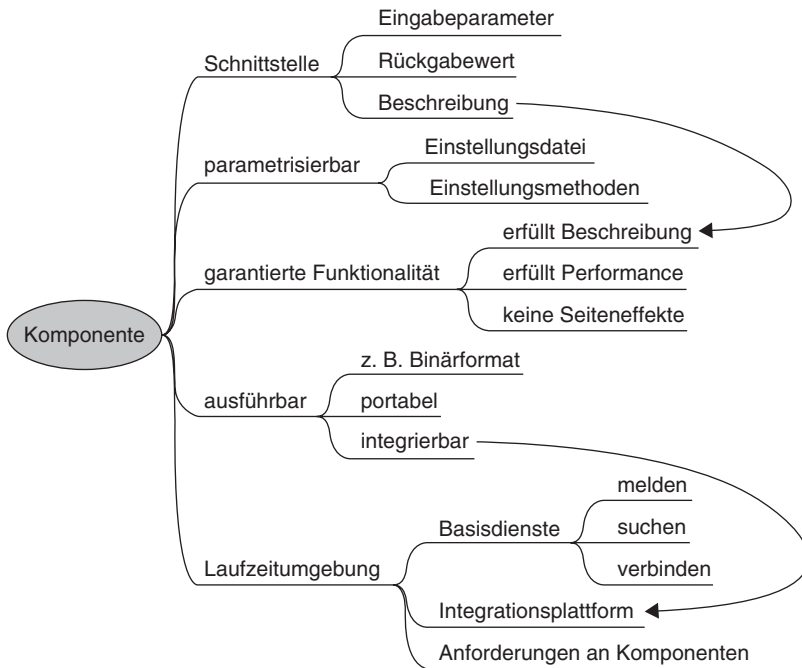 Komponente
Schnittstelle
Eingabeparameter
Rückgabewert
Beschreibung
parametrisierbar
Einstellungsdatei
Einstellungsmethoden
garantierte Funktionalität
erfüllt Beschreibung
erfüllt Performance
keine Seiteneffekte
ausführbar
z. B. Binärformat
portabel
integrierbar
Laufzeitumgebung
Basisdienste
melden
suchen
verbinden
Integrationsplattform
Anforderungen an Komponenten